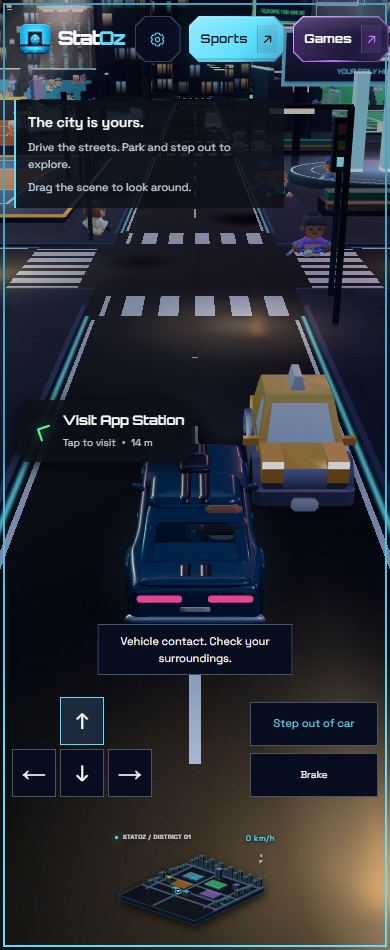 StatOz
Sports
Games
The city is yours.
Drive the streets. Park and step out to
explore.
Drag the scene to look around.
Visit App Station
Tap to visit • 14 m
Vehicle contact. Check your
surroundings.
↑
Step out of car
← ↓ →
Brake
STATOZ / DISTRICT 01
0 km/h